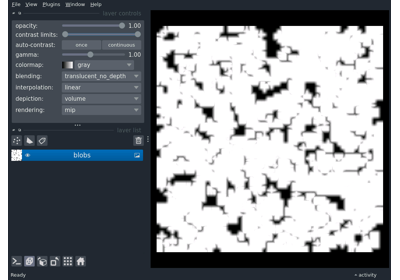 File View Plugins Window Help
layer controls
opacity: 1.00
contrast limits:
auto-contrast: once continuous
gamma: 1.00
colormap: gray
blending: translucent_no_depth
interpolation: linear
depiction: volume
rendering: mip
layer list
blobs
Ready activity